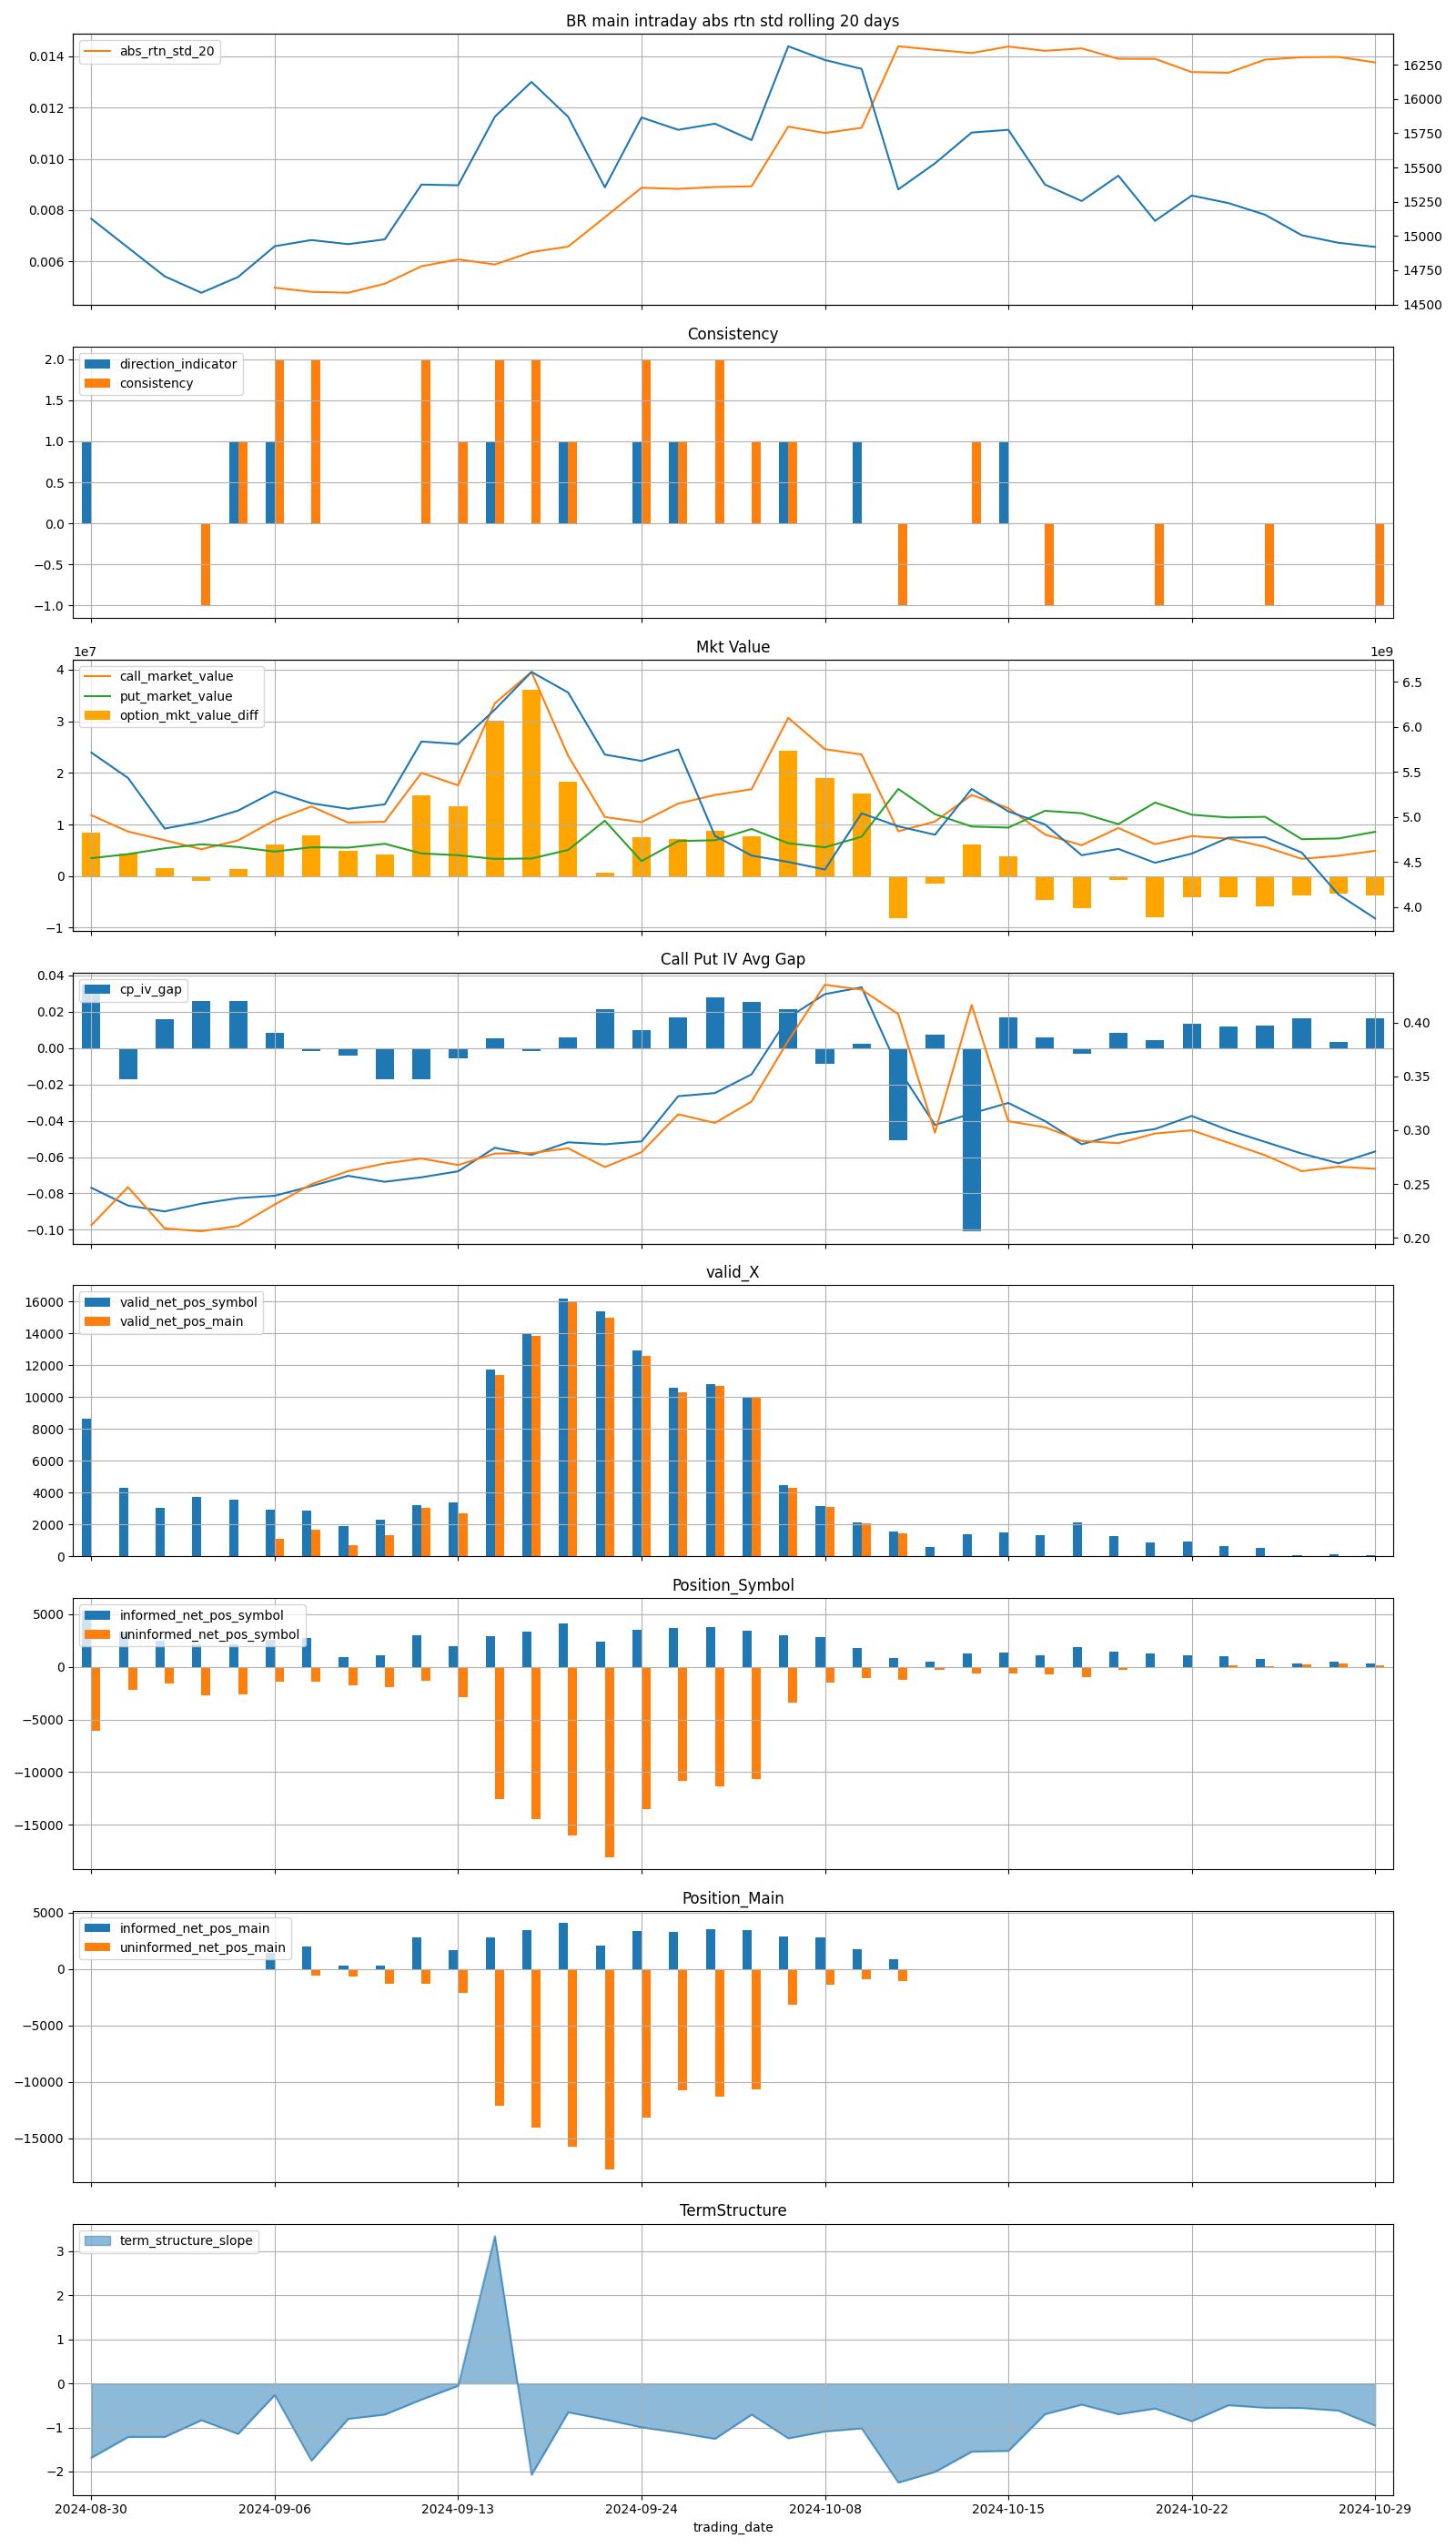 BR main intraday abs rtn std rolling 20 days
abs_rtn_std_20
0.014
0.012
0.010
0.008
0.006
16250
16000
15750
15500
15250
15000
14750
14500
Consistency
direction_indicator
consistency
2.0
1.5
1.0
0.5
0.0
−0.5
−1.0
Mkt Value
1e7
1e9
call_market_value
put_market_value
option_mkt_value_diff
4
3
2
1
0
−1
6.5
6.0
5.5
5.0
4.5
4.0
Call Put IV Avg Gap
cp_iv_gap
0.04
0.02
0.00
−0.02
−0.04
−0.06
−0.08
−0.10
0.40
0.35
0.30
0.25
0.20
valid_X
valid_net_pos_symbol
valid_net_pos_main
16000
14000
12000
10000
8000
6000
4000
2000
0
Position_Symbol
informed_net_pos_symbol
uninformed_net_pos_symbol
5000
0
−5000
−10000
−15000
Position_Main
informed_net_pos_main
uninformed_net_pos_main
5000
0
−5000
−10000
−15000
TermStructure
term_structure_slope
3
2
1
0
−1
−2
2024-08-30 2024-09-06 2024-09-13 2024-09-24 2024-10-08 2024-10-15 2024-10-22 2024-10-29
trading_date